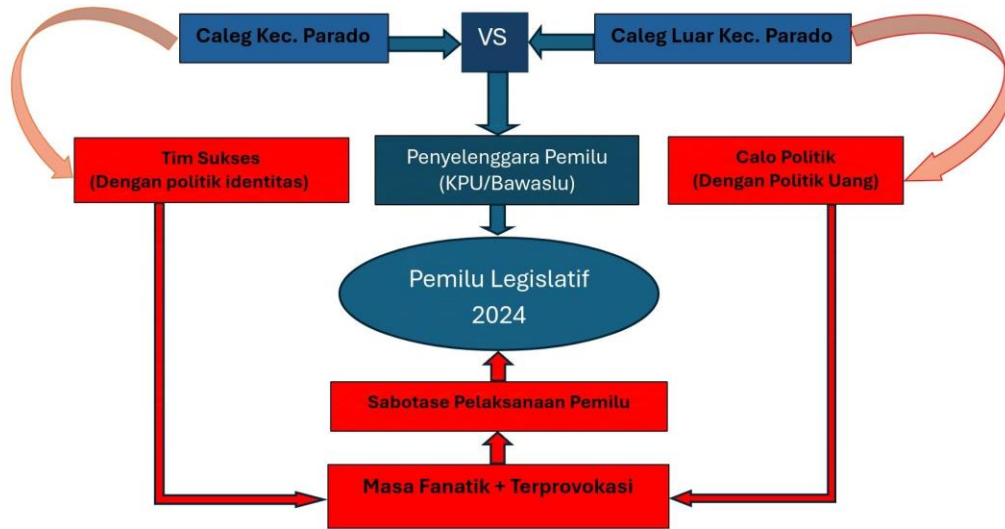 Caleg Kec. Parado
VS
Caleg Luar Kec. Parado
Tim Sukses
(Dengan politik identitas)
Penyelenggara Pemilu
(KPU/Bawaslu)
Calo Politik
(Dengan Politik Uang)
Pemilu Legislatif
2024
Sabotase Pelaksanaan Pemilu
Masa Fanatik + Terprovokasi